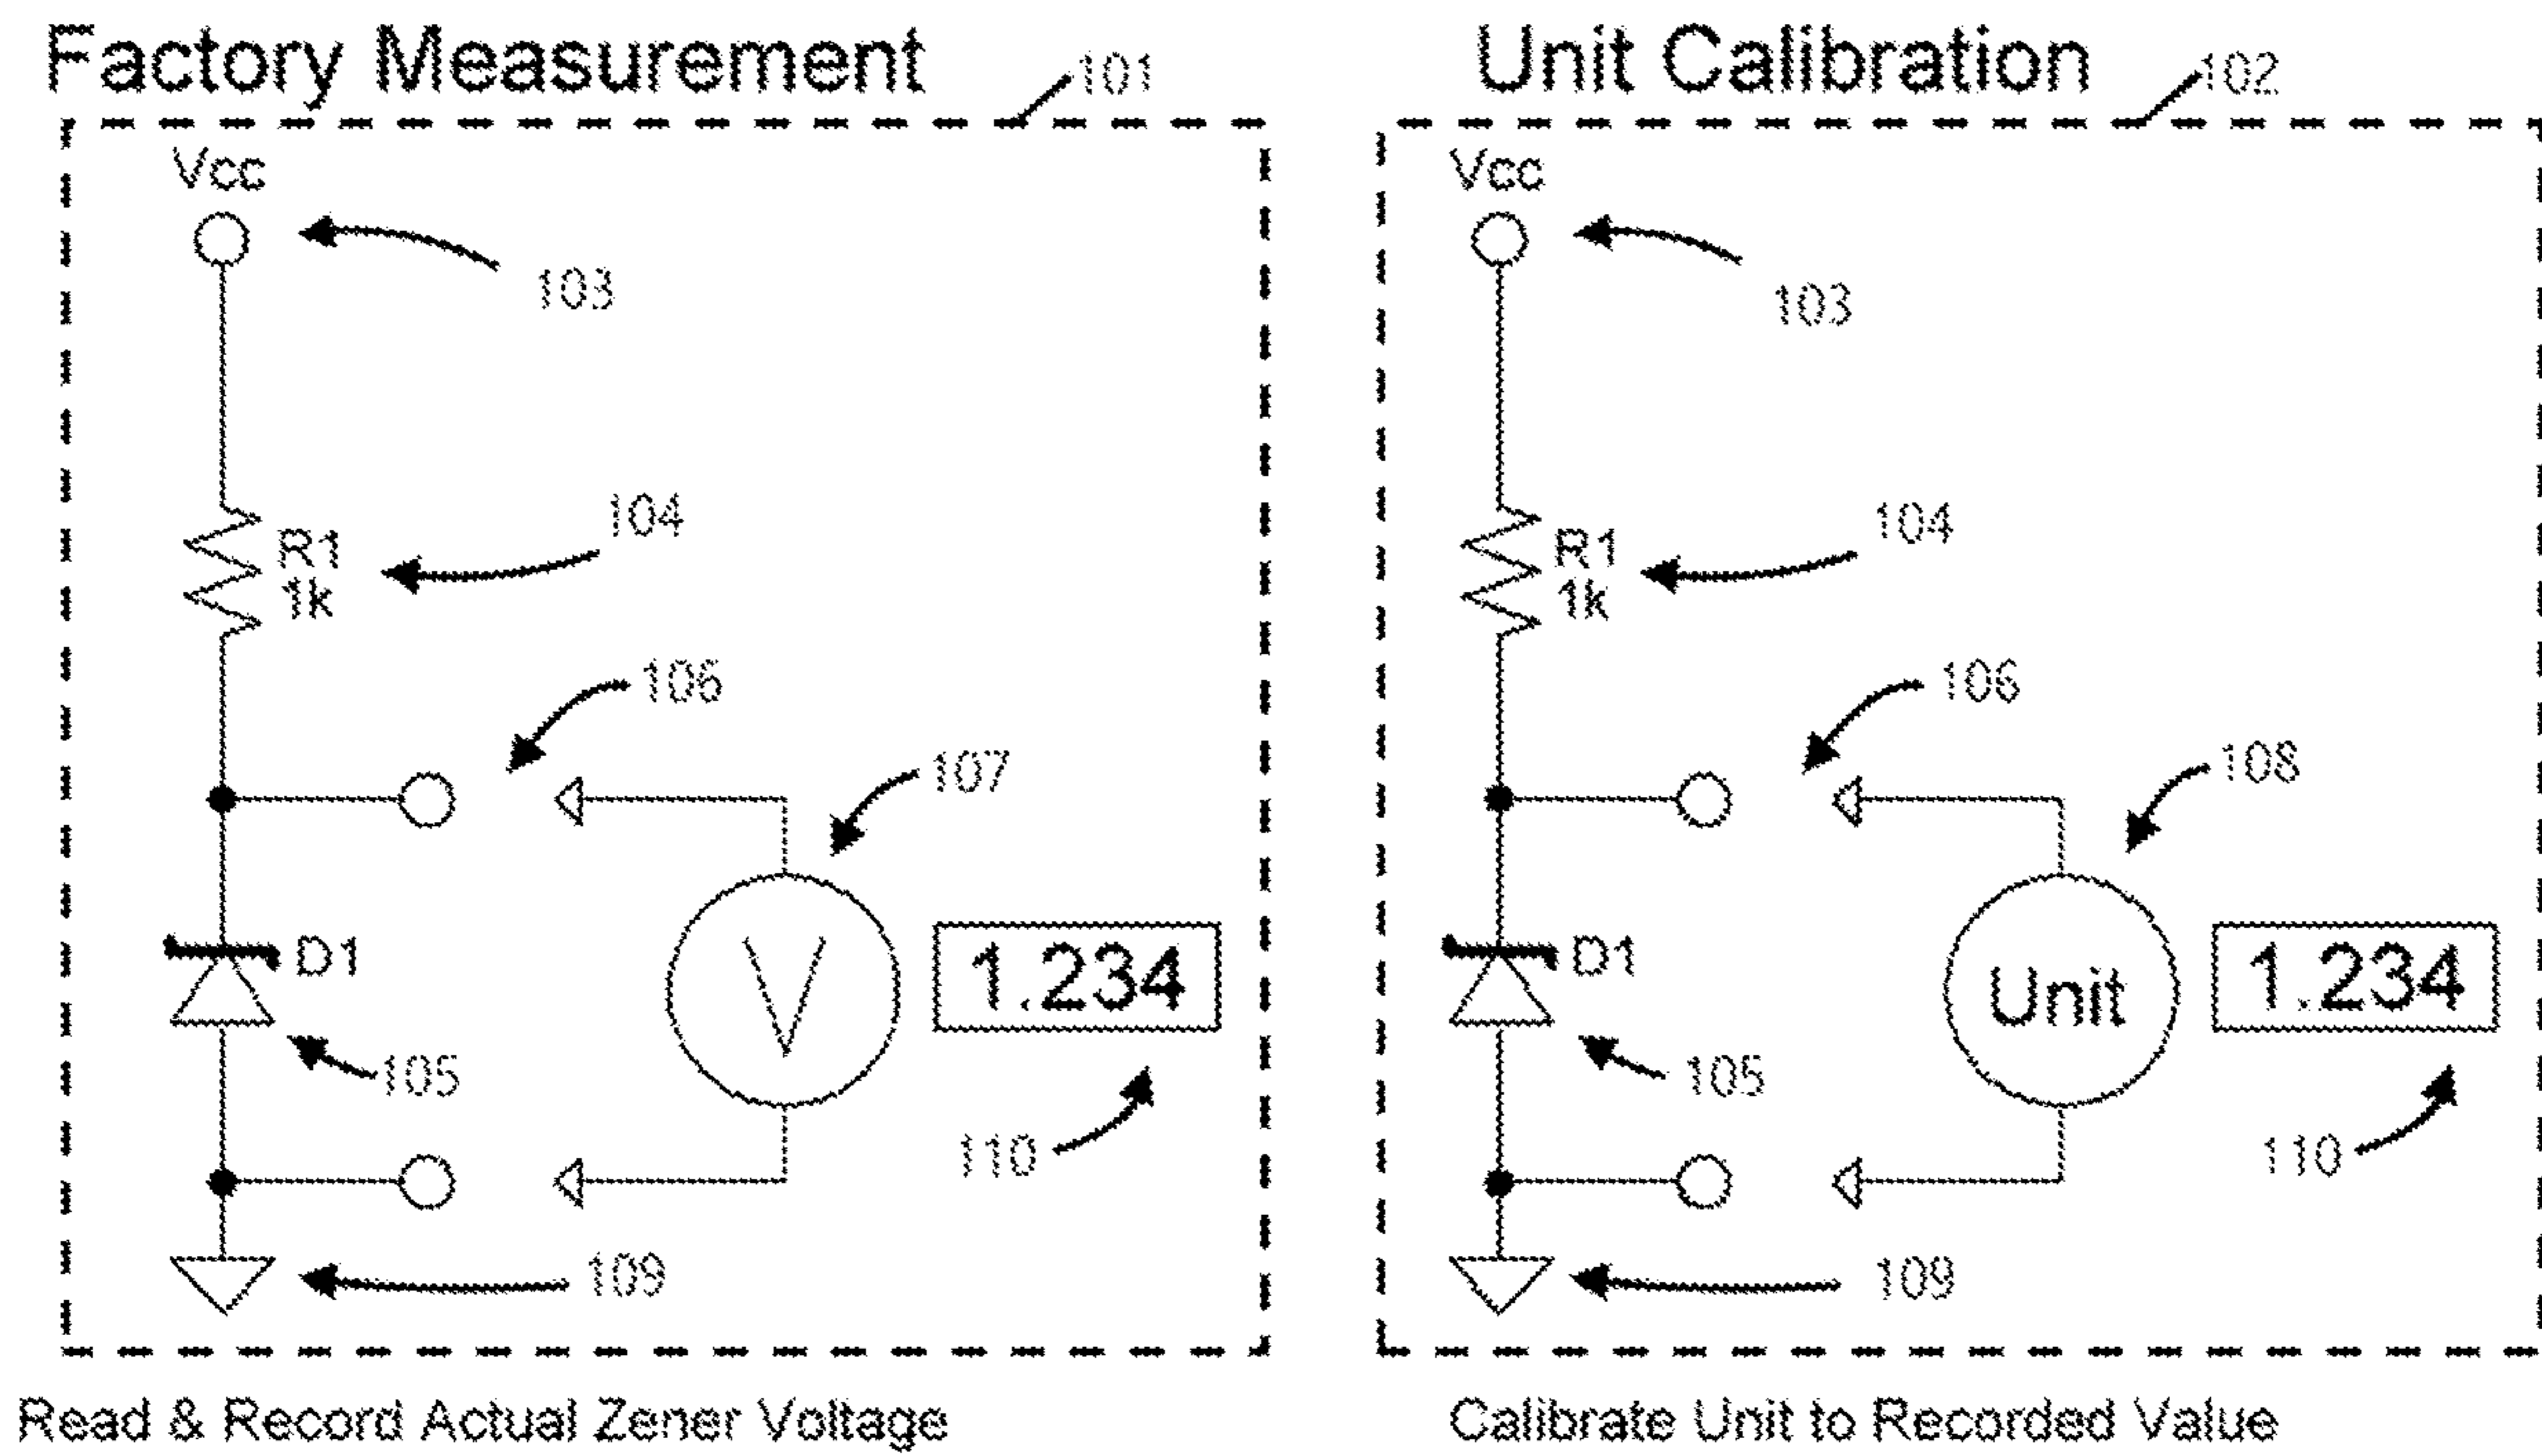 Factory Measurement
101
Vcc
103
R1
1k
104
106
107
D1
V
1.234
105
110
109
Read & Record Actual Zener Voltage
Unit Calibration
102
Vcc
103
R1
1k
104
106
108
D1
Unit
1.234
105
110
109
Calibrate Unit to Recorded Value